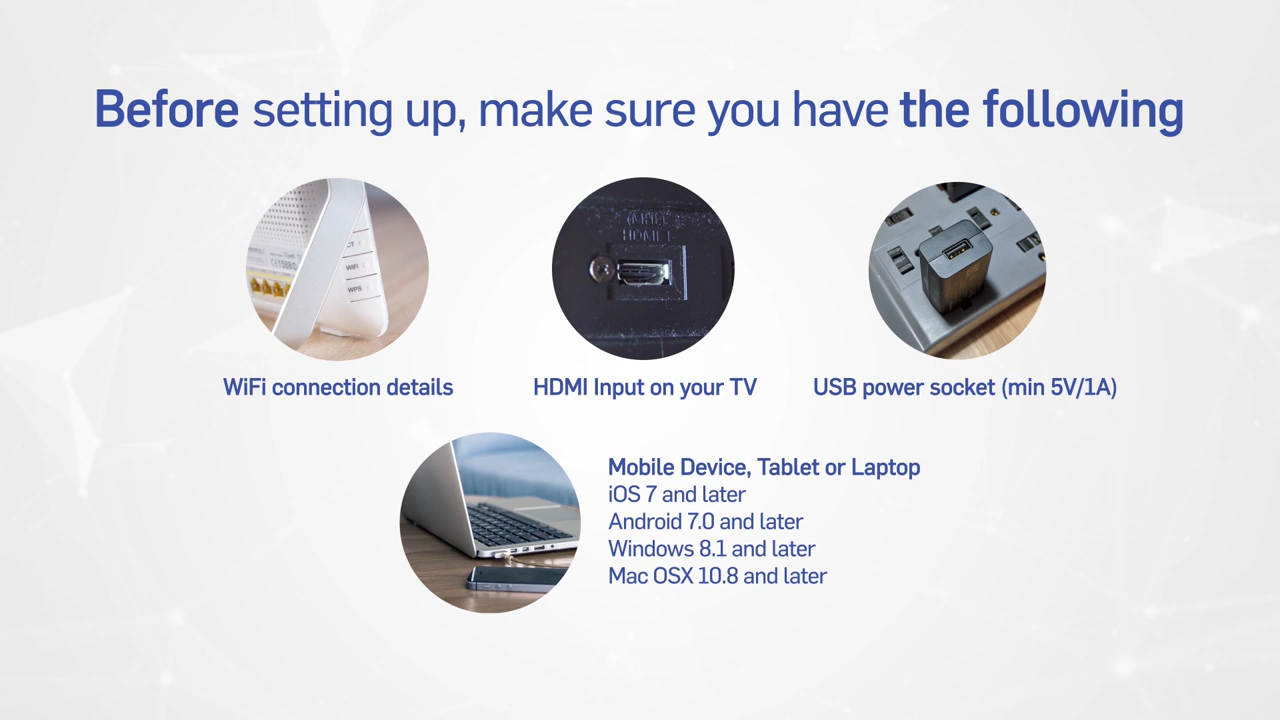 Before setting up, make sure you have the following
WiFi
WPS
WiFi connection details
HDMI Input on your TV
USB power socket (min 5V/1A)
Mobile Device, Tablet or Laptop
iOS 7 and later
Android 7.0 and later
Windows 8.1 and later
Mac OSX 10.8 and later